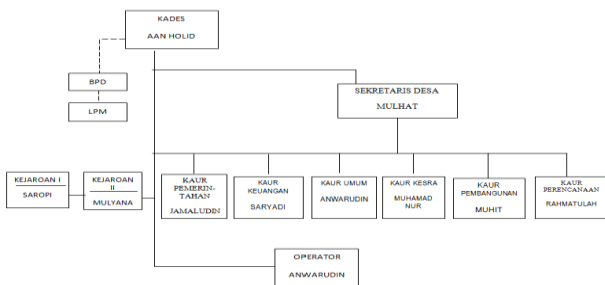 KADES
AAN HOLID
BPD
LPM
SEKRETARIS DESA
MULHAT
KEJAROAN I
SAROPI
KEJAROAN
II
MULYANA
KAUR
PEMERIN-
TAHAN
JAMALUDIN
KAUR
KEUANGAN
SARYADI
KAUR UMUM
ANWARUDIN
KAUR KESRA
MUHAMAD
NUR
KAUR
PEMBANGUNAN
MUHIT
KAUR
PERENCANAAN
RAHMATULAH
OPERATOR
ANWARUDIN